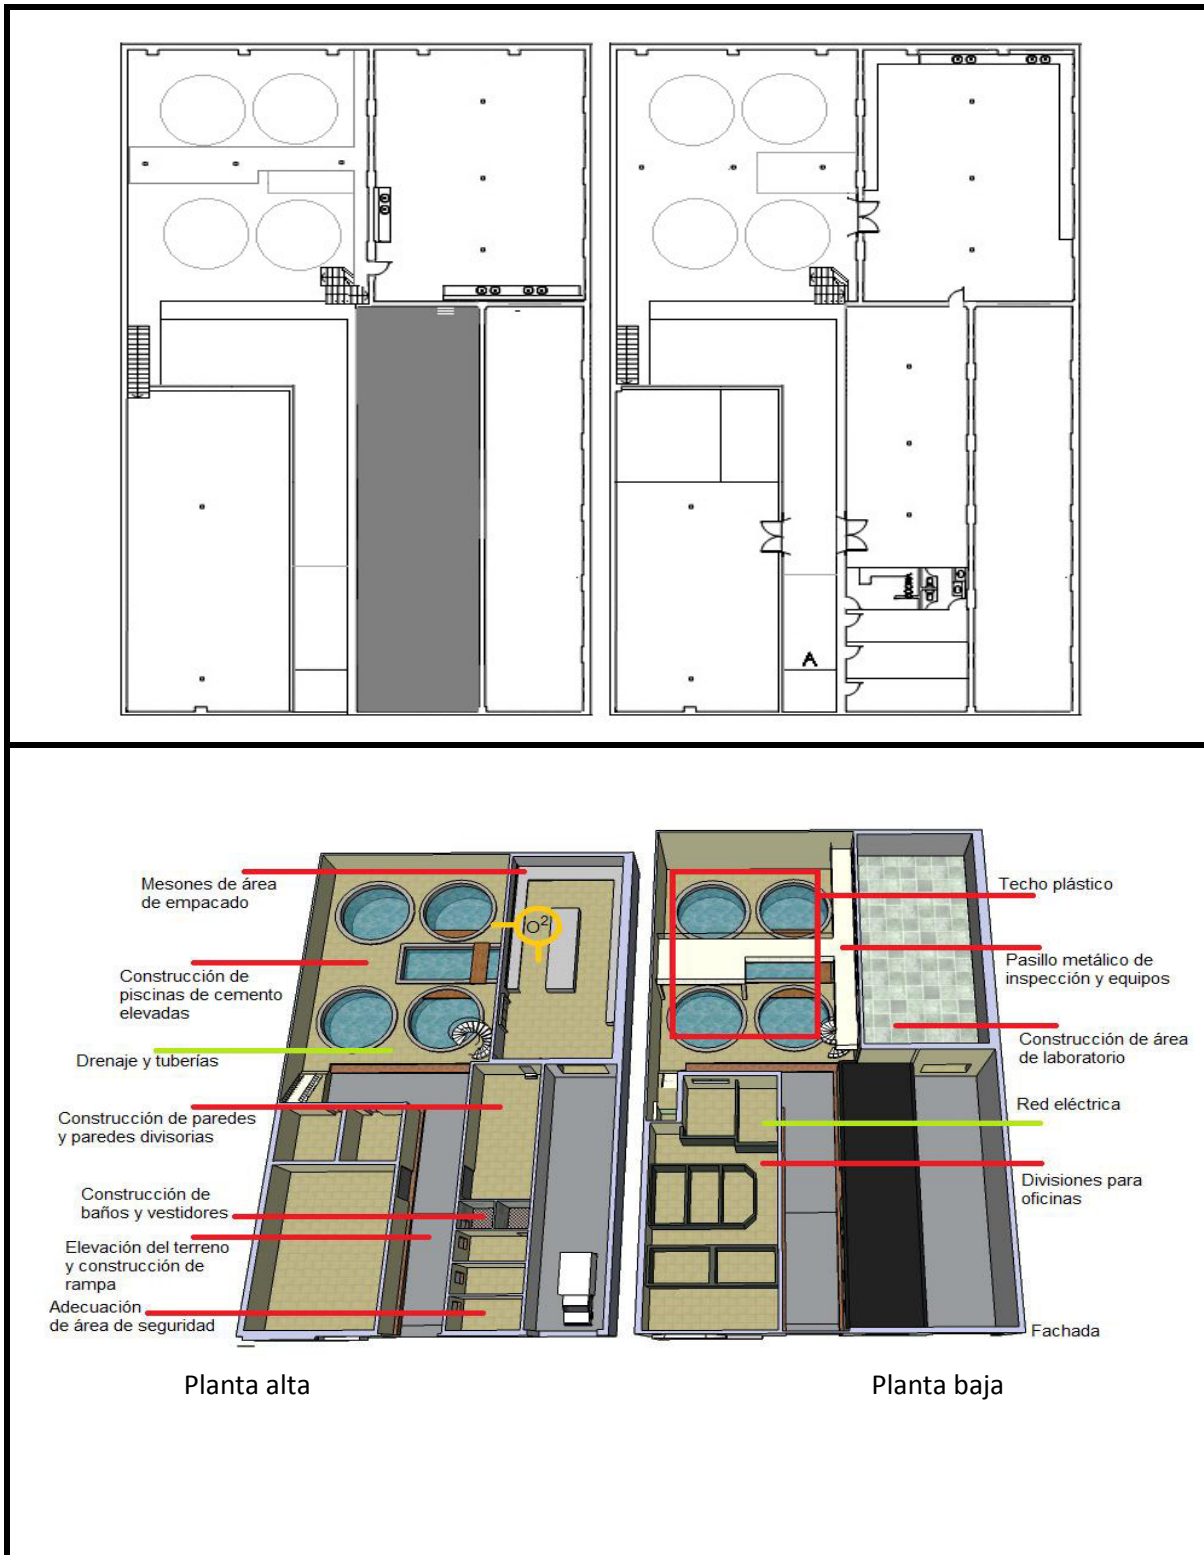 A
Mesones de área
de empacado
O²
Construcción de
piscinas de cemento
elevadas
Drenaje y tuberías
Construcción de paredes
y paredes divisorias
Construcción de
baños y vestidores
Elevación del terreno
y construcción de
rampa
Adecuación
de área de seguridad
Techo plástico
Pasillo metálico de
inspección y equipos
Construcción de área
de laboratorio
Red eléctrica
Divisiones para
oficinas
Fachada
Planta alta
Planta baja